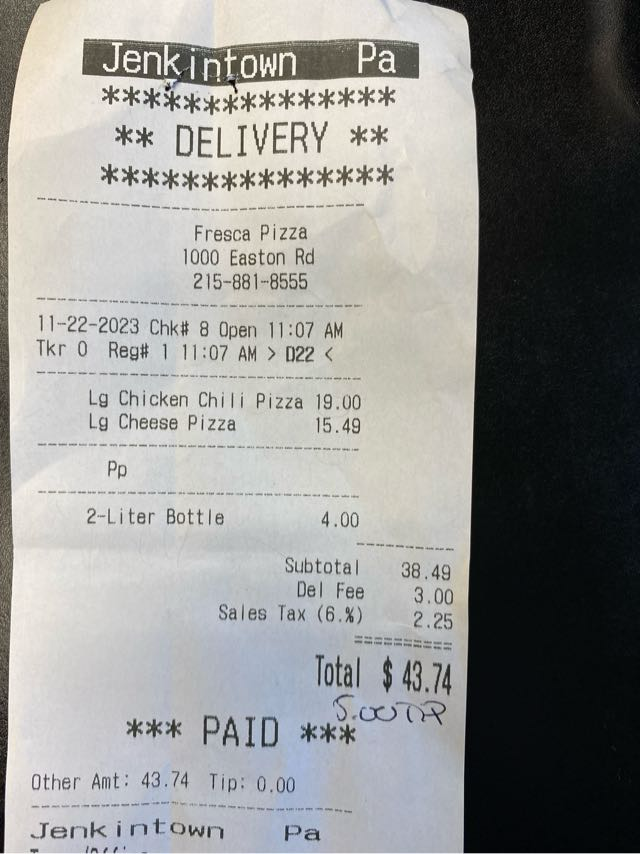 Jenkintown Pa
***************
** DELIVERY **
***************
Fresca Pizza
1000 Easton Rd
215-881-8555
11-22-2023 Chk# 8 Open 11:07 AM
Tkr 0 Reg# 1 11:07 AM > D22 <
Lg Chicken Chili Pizza 19.00
Lg Cheese Pizza 15.49
Pp
2-Liter Bottle 4.00
Subtotal 38.49
Del Fee 3.00
Sales Tax (6.%) 2.25
Total $ 43.74
5.00 TIP
*** PAID ***
Other Amt: 43.74 Tip: 0.00
Jenkintown Pa